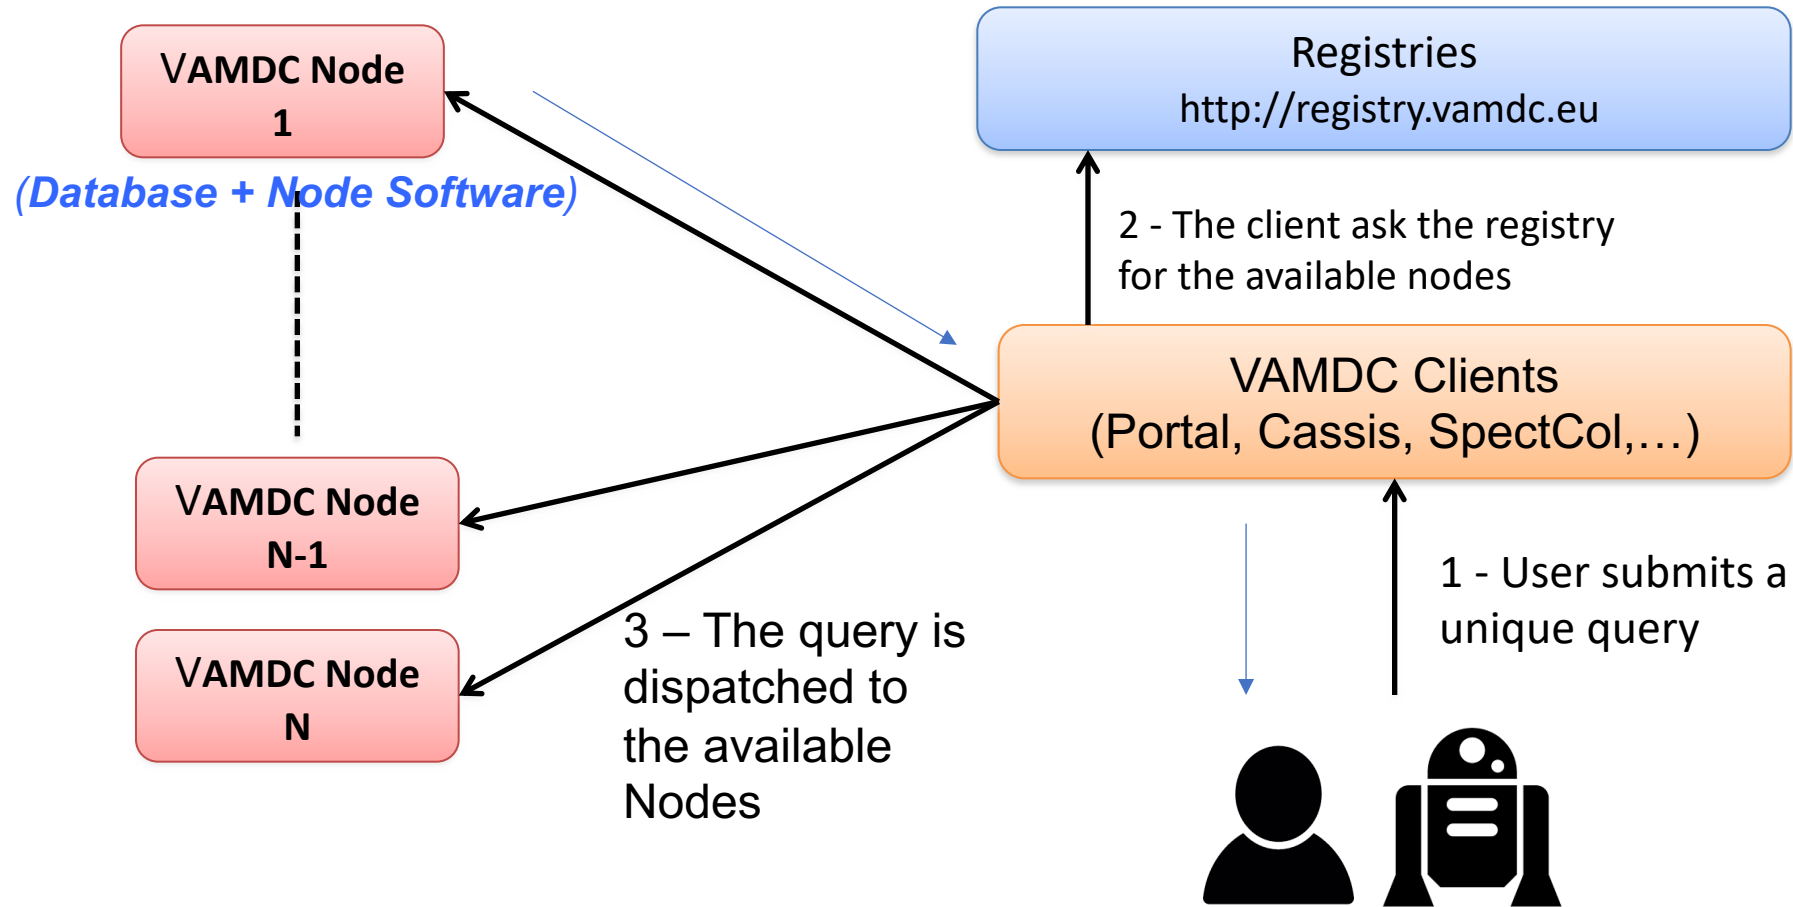 VAMDC Node
1
(Database + Node Software)
Registries
http://registry.vamdc.eu
2 - The client ask the registry
for the available nodes
VAMDC Clients
(Portal, Cassis, SpectCol,…)
VAMDC Node
N-1
1 - User submits a
unique query
VAMDC Node
N
3 – The query is
dispatched to
the available
Nodes